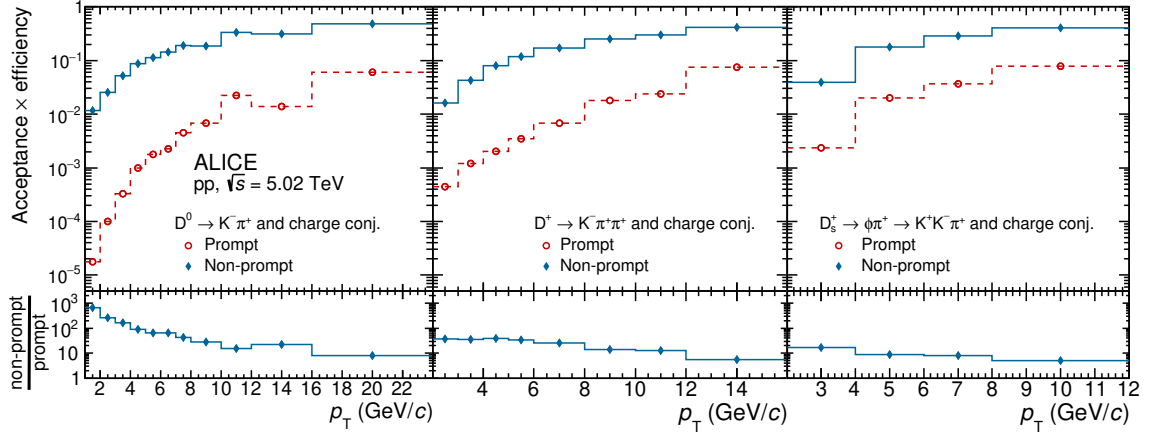 Acceptance × efficiency
1
10⁻¹
10⁻²
10⁻³
10⁻⁴
10⁻⁵
ALICE
pp, √s = 5.02 TeV
D⁰ → K⁻π⁺ and charge conj.
Prompt
Non-prompt
D⁺ → K⁻π⁺π⁺ and charge conj.
Prompt
Non-prompt
Dₛ⁺ → ϕπ⁺ → K⁺K⁻π⁺ and charge conj.
Prompt
Non-prompt
non-prompt
prompt
10³
10²
10
1
2 4 6 8 10 12 14 16 18 20 22
4 6 8 10 12 14
3 4 5 6 7 8 9 10 11 12
p_T (GeV/c)
p_T (GeV/c)
p_T (GeV/c)